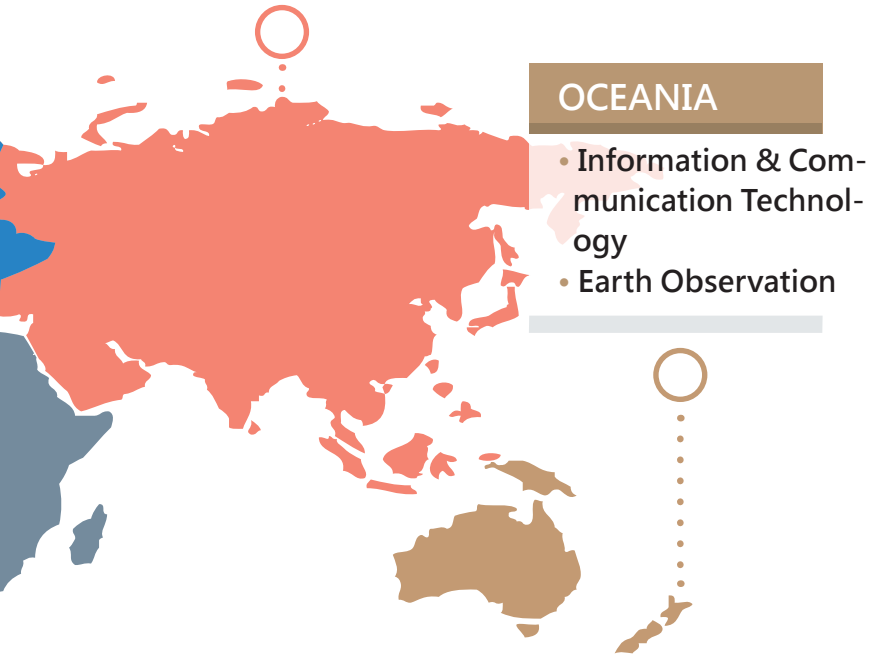 OCEANIA
• Information & Com-
munication Technol-
ogy
• Earth Observation